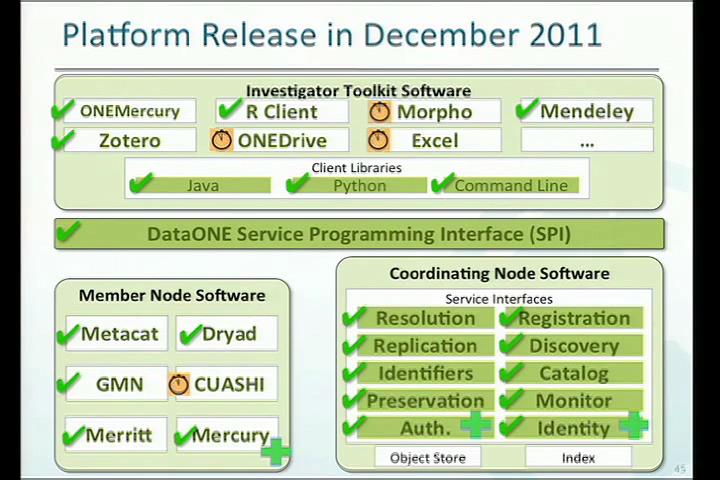 Platform Release in December 2011
Investigator Toolkit Software
ONEMercury R Client Morpho Mendeley
Zotero ONEDrive Excel ...
Client Libraries
Java Python Command Line
DataONE Service Programming Interface (SPI)
Member Node Software
Metacat Dryad
GMN CUASHI
Merritt Mercury
Coordinating Node Software
Service Interfaces
Resolution Registration
Replication Discovery
Identifiers Catalog
Preservation Monitor
Auth. Identity
Object Store Index
45